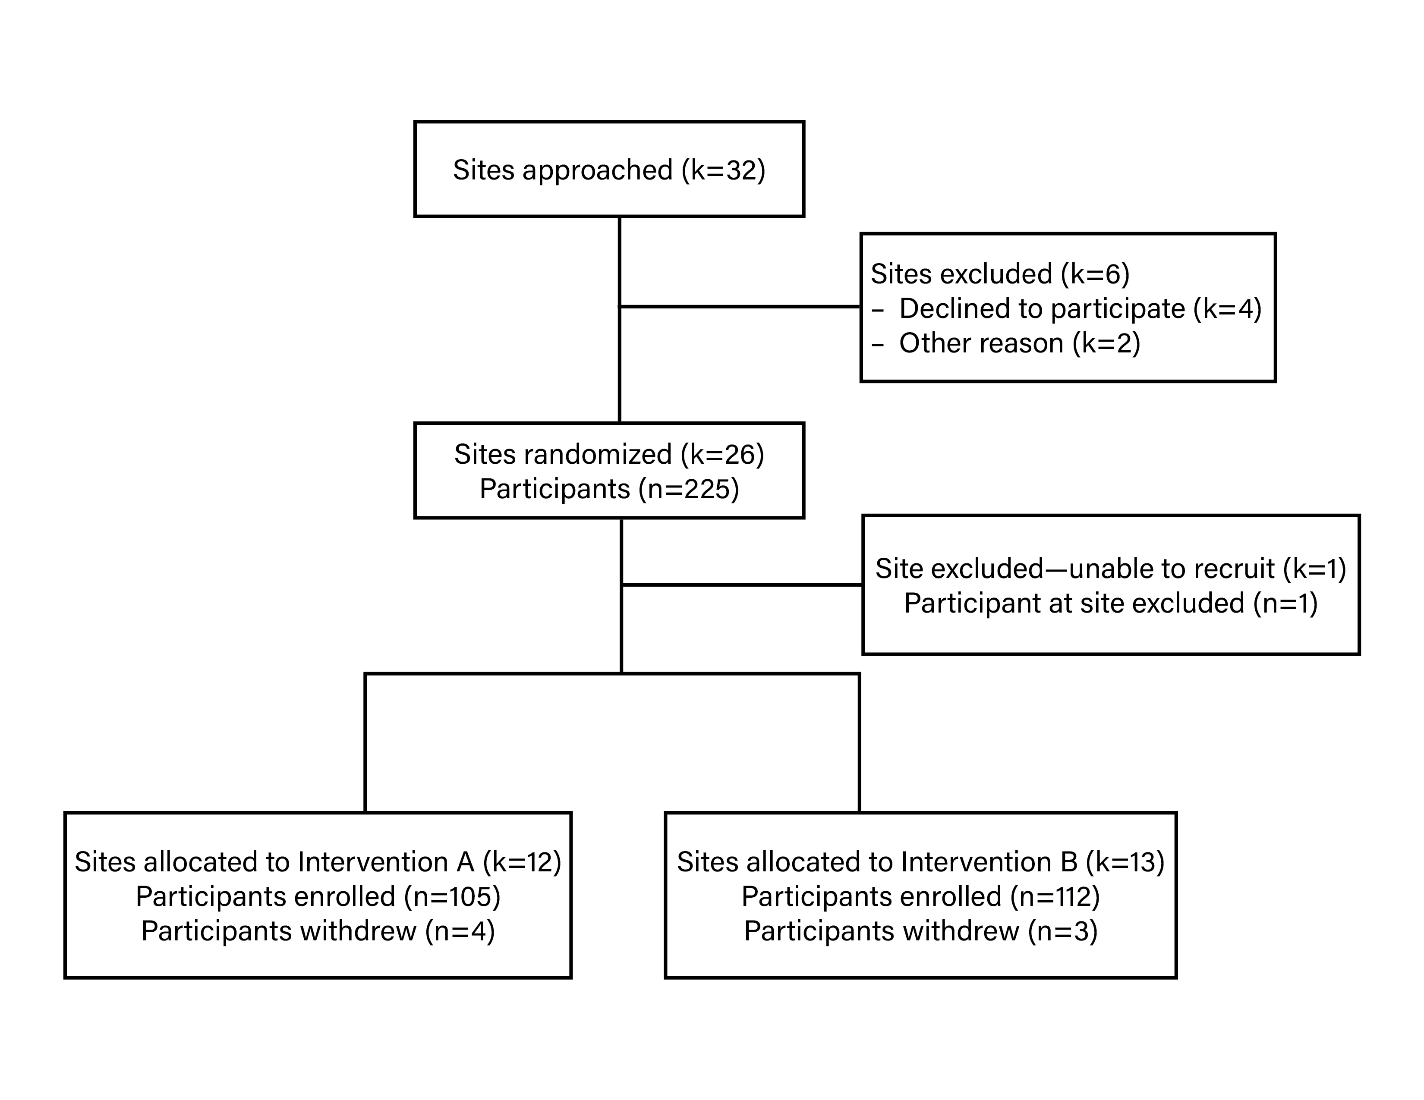 Sites approached (k=32)
Sites excluded (k=6)
– Declined to participate (k=4)
– Other reason (k=2)
Sites randomized (k=26)
Participants (n=225)
Site excluded—unable to recruit (k=1)
Participant at site excluded (n=1)
Sites allocated to Intervention A (k=12)
Participants enrolled (n=105)
Participants withdrew (n=4)
Sites allocated to Intervention B (k=13)
Participants enrolled (n=112)
Participants withdrew (n=3)